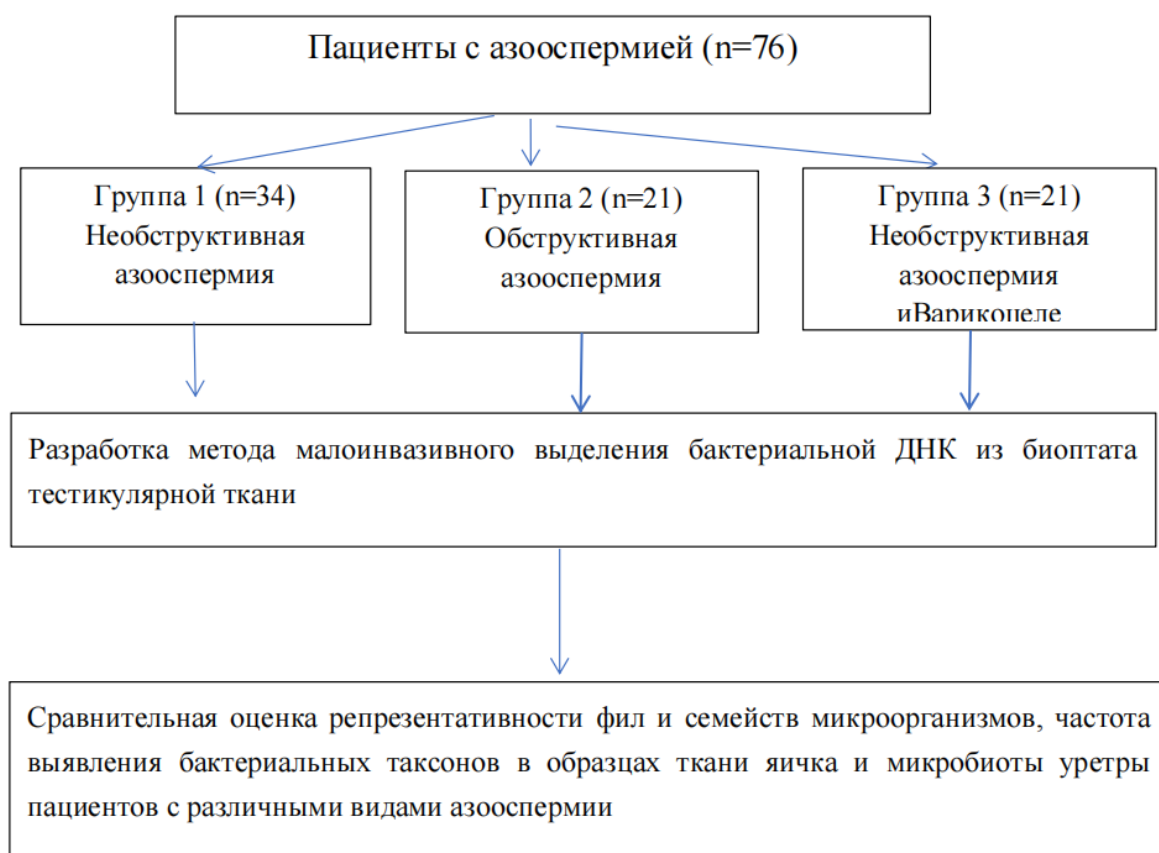 Пациенты с азооспермией (n=76)
Группа 1 (n=34)
Необструктивная
азооспермия
Группа 2 (n=21)
Обструктивная
азооспермия
Группа 3 (n=21)
Необструктивная
азооспермия
иВарикоцеле
Разработка метода малоинвазивного выделения бактериальной ДНК из биоптата
тестикулярной ткани
Сравнительная оценка репрезентативности фил и семейств микроорганизмов, частота
выявления бактериальных таксонов в образцах ткани яичка и микробиоты уретры
пациентов с различными видами азооспермии